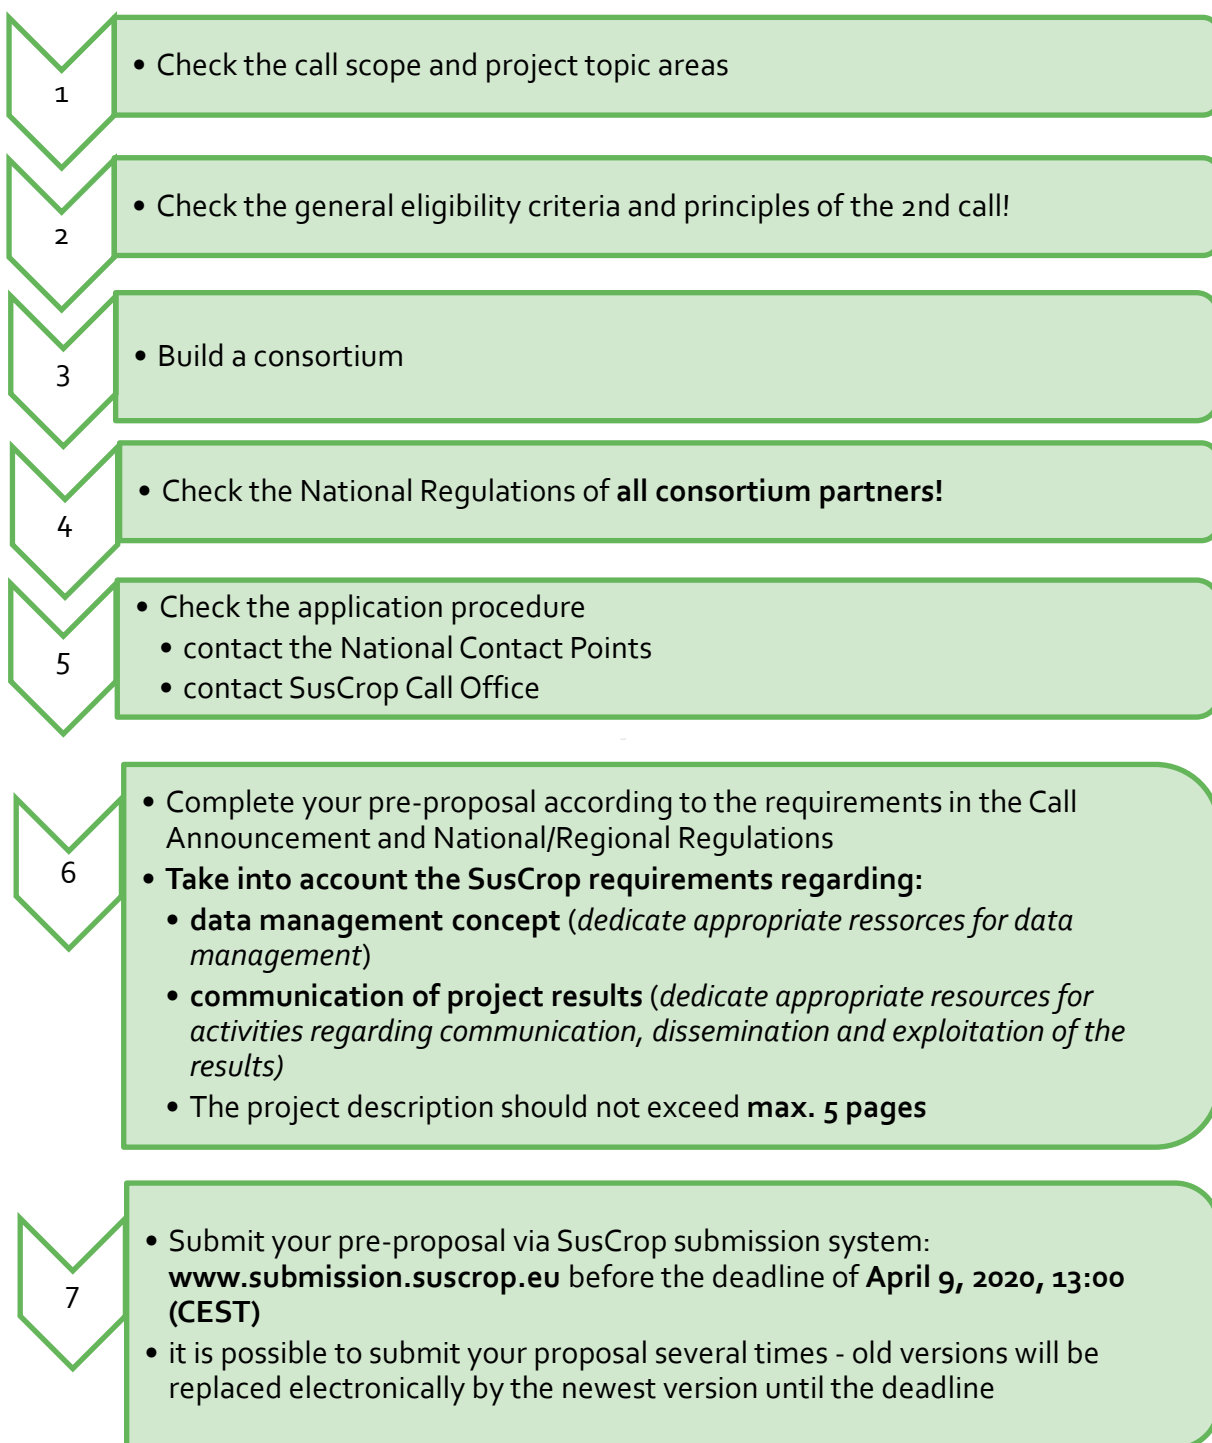 1
• Check the call scope and project topic areas
2
• Check the general eligibility criteria and principles of the 2nd call!
3
• Build a consortium
4
• Check the National Regulations of all consortium partners!
5
• Check the application procedure
• contact the National Contact Points
• contact SusCrop Call Office
6
• Complete your pre-proposal according to the requirements in the Call
Announcement and National/Regional Regulations
• Take into account the SusCrop requirements regarding:
• data management concept (dedicate appropriate ressorces for data
management)
• communication of project results (dedicate appropriate resources for
activities regarding communication, dissemination and exploitation of the
results)
• The project description should not exceed max. 5 pages
7
• Submit your pre-proposal via SusCrop submission system:
www.submission.suscrop.eu before the deadline of April 9, 2020, 13:00
(CEST)
• it is possible to submit your proposal several times - old versions will be
replaced electronically by the newest version until the deadline